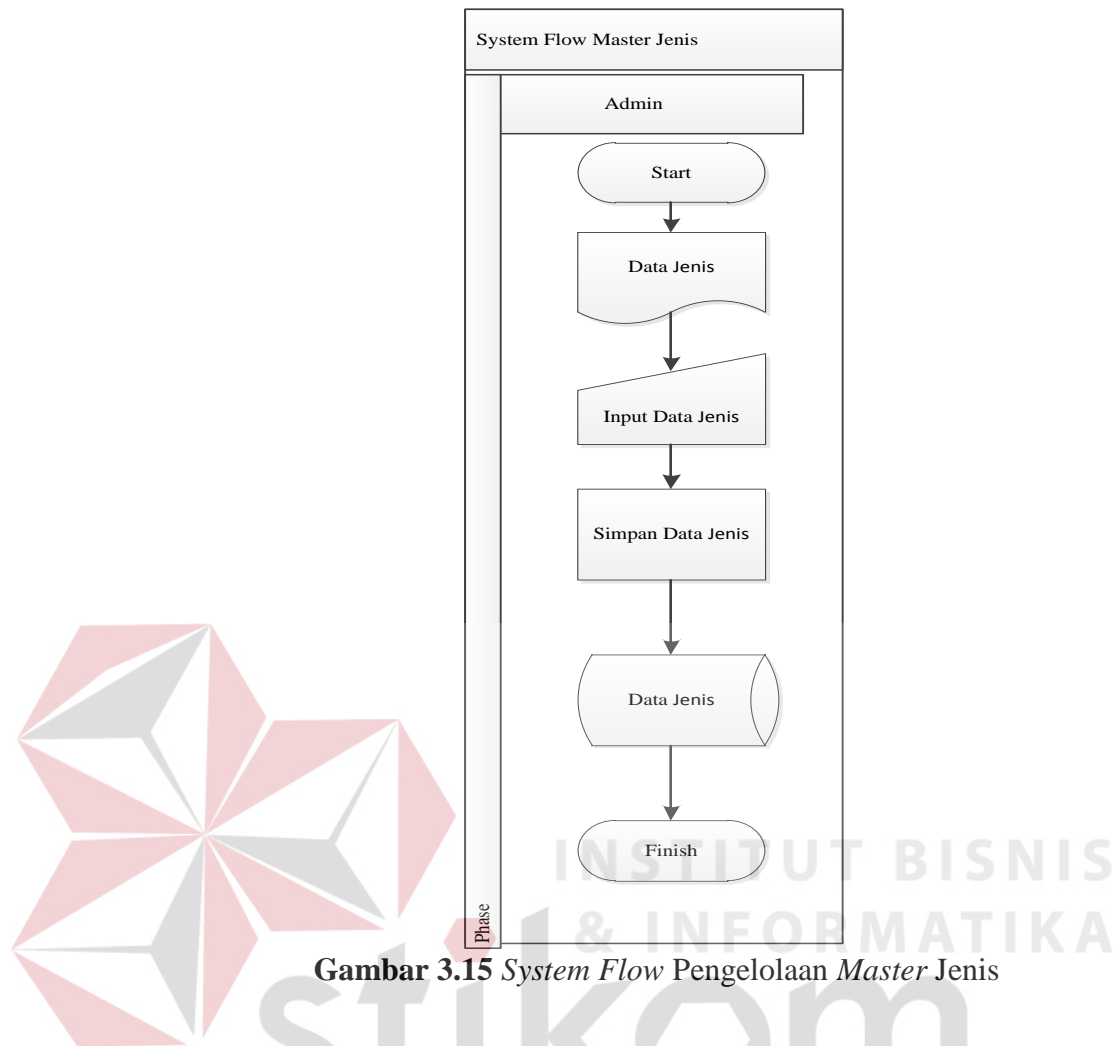 System Flow Master Jenis
Admin
Start
Data Jenis
Input Data Jenis
Simpan Data Jenis
Data Jenis
Finish
Phase
INSTITUT BISNIS
& INFORMATIKA
stikom
Gambar 3.15 System Flow Pengelolaan Master Jenis